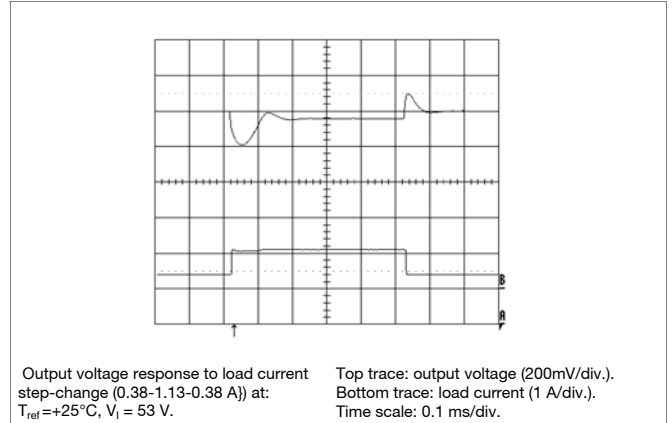 B
A
Output voltage response to load current
step-change (0.38-1.13-0.38 A}) at:
Tref =+25°C, VI = 53 V.
Top trace: output voltage (200mV/div.).
Bottom trace: load current (1 A/div.).
Time scale: 0.1 ms/div.